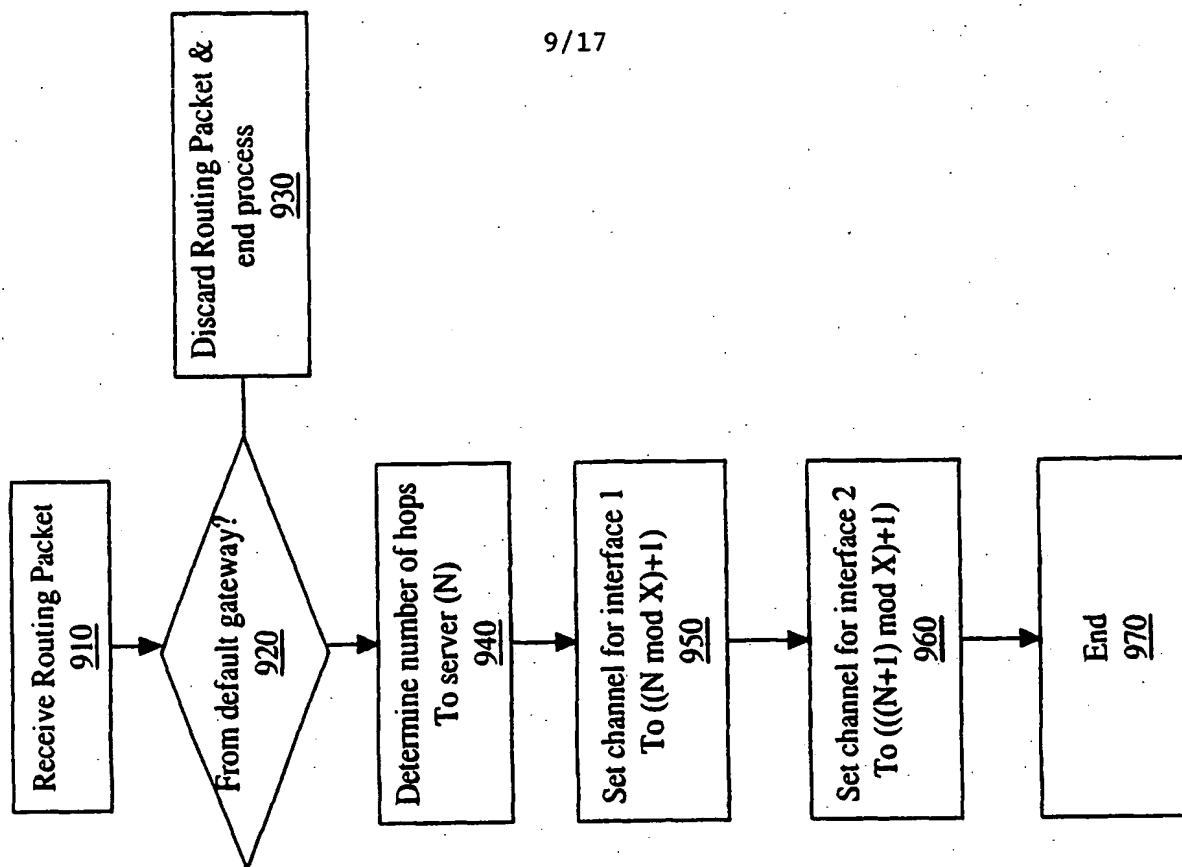 9/17
Receive Routing Packet
910
From default gateway?
920
Discard Routing Packet &
end process
930
Determine number of hops
To server (N)
940
Set channel for interface 1
To ((N mod X)+1)
950
Set channel for interface 2
To (((N+1) mod X)+1)
960
End
970